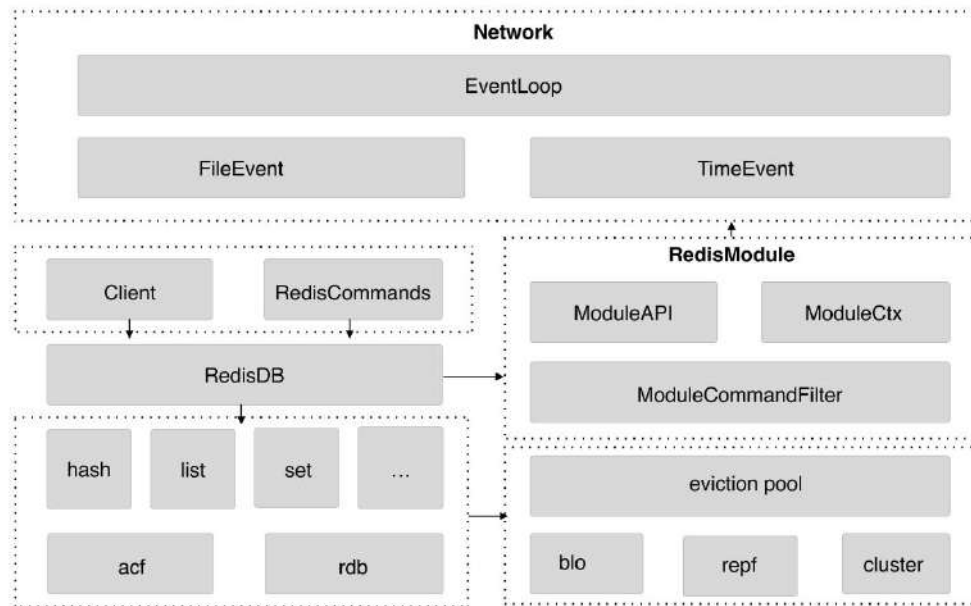 Network
EventLoop
FileEvent TimeEvent
Client RedisCommands
RedisDB
RedisModule
ModuleAPI ModuleCtx
ModuleCommandFilter
hash list set ...
acf rdb
eviction pool
blo repf cluster